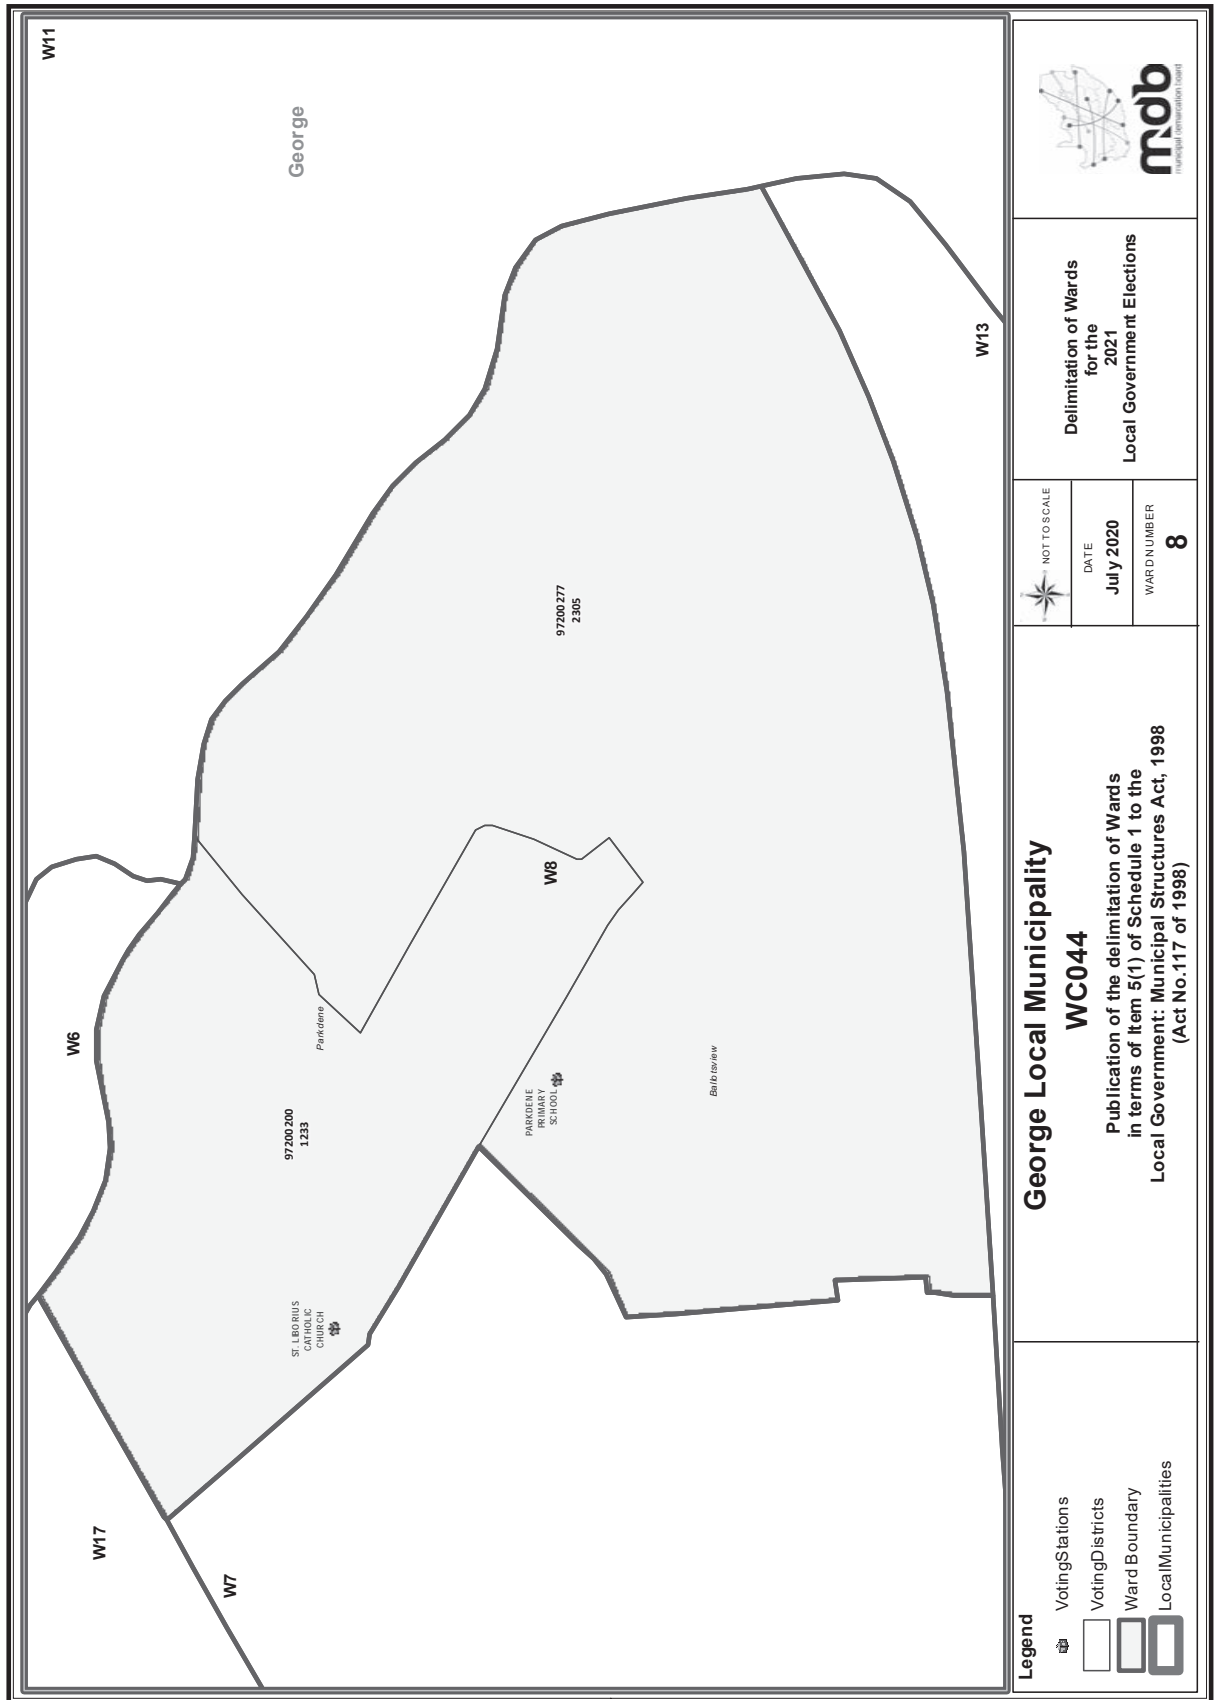 W11
George
W6
W17
W7
W8
W13
97200200
1233
97200277
2305
Parkdene
Ballotsview
PARKDENE
PRIMARY
SCHOOL
ST. LIBORIUS
CATHOLIC
CHURCH
Legend
VotingStations
VotingDistricts
Ward Boundary
LocalMunicipalities
George Local Municipality
WC044
Publication of the delimitation of Wards
in terms of Item 5(1) of Schedule 1 to the
Local Government: Municipal Structures Act, 1998
(Act No.117 of 1998)
NOT TO SCALE
DATE
July 2020
WARD NUMBER
8
Delimitation of Wards
for the
2021
Local Government Elections
mdb
municipal demarcation board